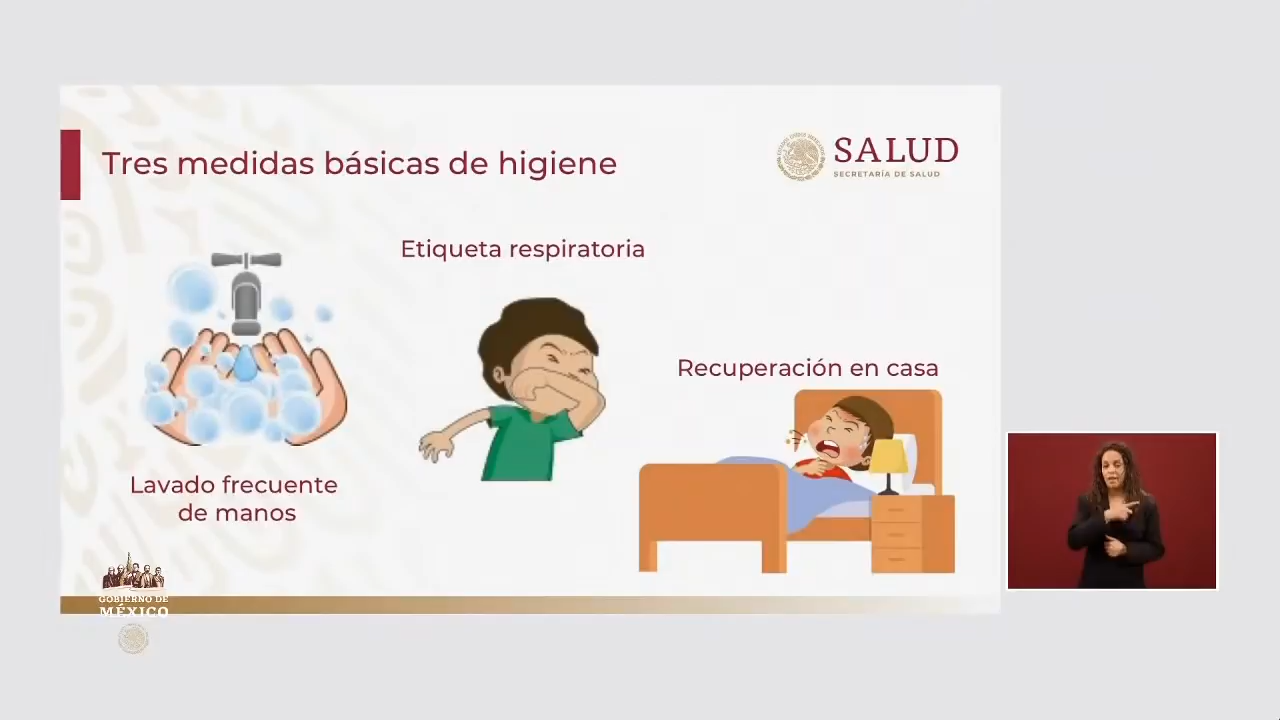 Tres medidas básicas de higiene
SALUD
SECRETARÍA DE SALUD
Etiqueta respiratoria
Recuperación en casa
Lavado frecuente
de manos
GOBIERNO DE
MÉXICO